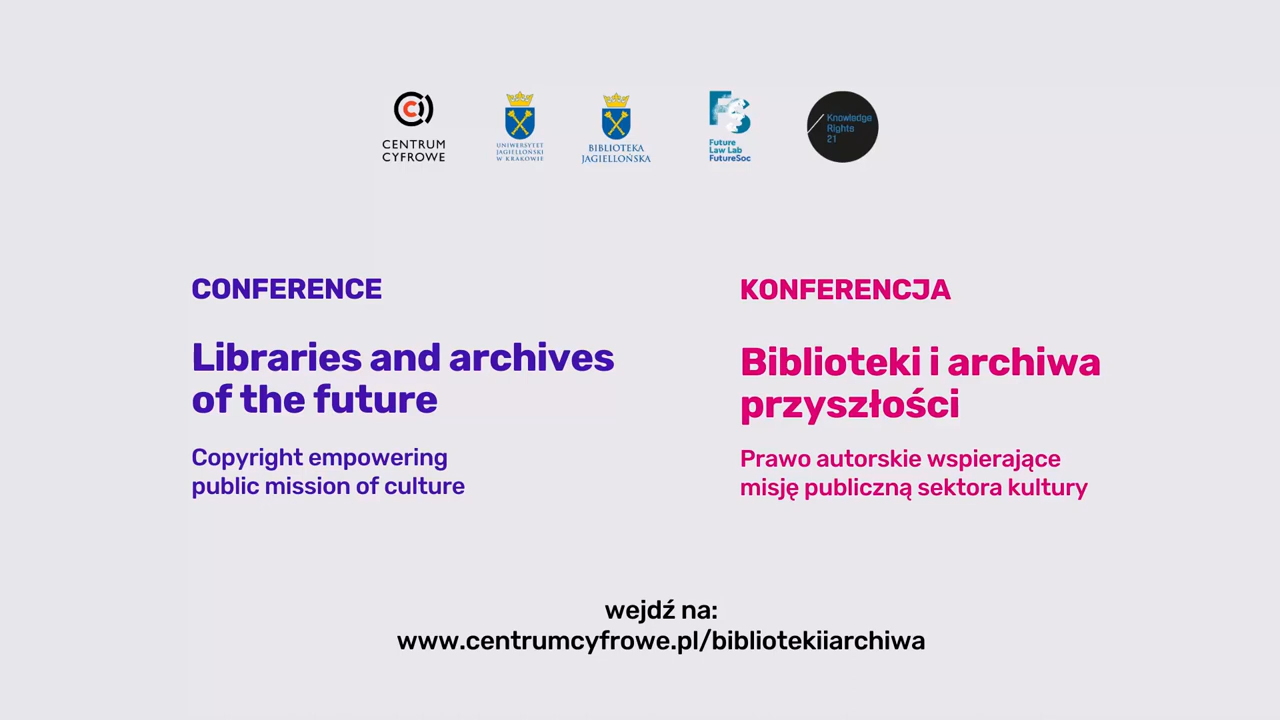 CENTRUM
CYFROWE
UNIWERSYTET
JAGIELLOŃSKI
W KRAKOWIE
BIBLIOTEKA
JAGIELLOŃSKA
Future
Law Lab
FutureSoc
Knowledge
Rights
21
CONFERENCE
Libraries and archives
of the future
Copyright empowering
public mission of culture
KONFERENCJA
Biblioteki i archiwa
przyszłości
Prawo autorskie wspierające
misję publiczną sektora kultury
wejdź na:
www.centrumcyfrowe.pl/bibliotekiiarchiwa